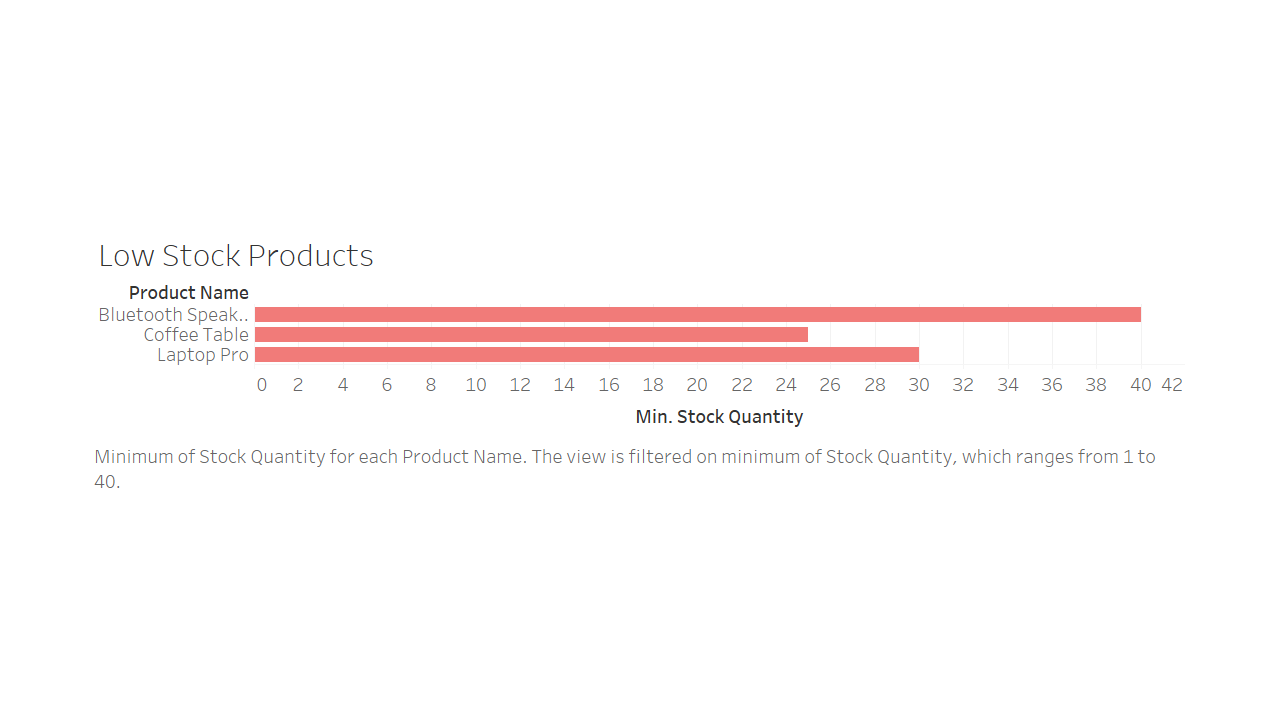 Low Stock Products
Product Name
Bluetooth Speak..
Coffee Table
Laptop Pro
0 2 4 6 8 10 12 14 16 18 20 22 24 26 28 30 32 34 36 38 40 42
Min. Stock Quantity
Minimum of Stock Quantity for each Product Name. The view is filtered on minimum of Stock Quantity, which ranges from 1 to
40.